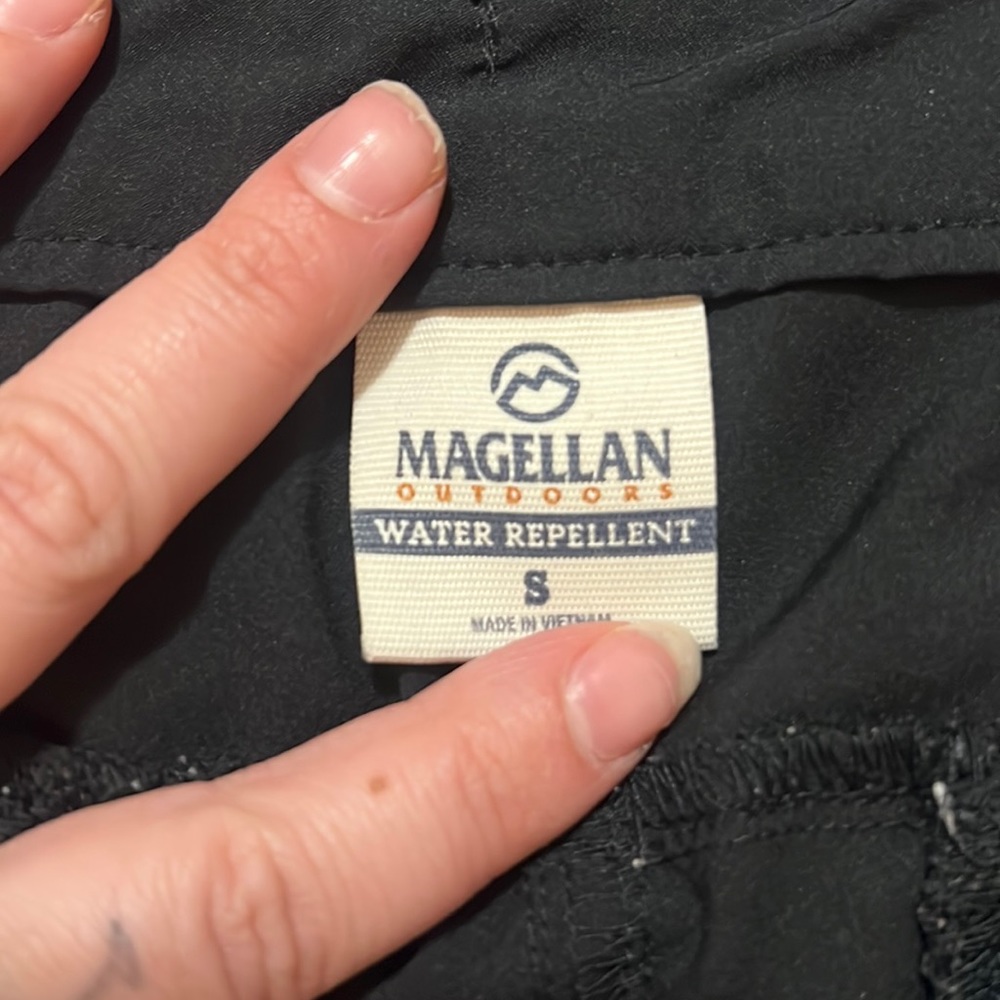 MAGELLAN
OUTDOORS
WATER REPELLENT
S
MADE IN VIETNAM